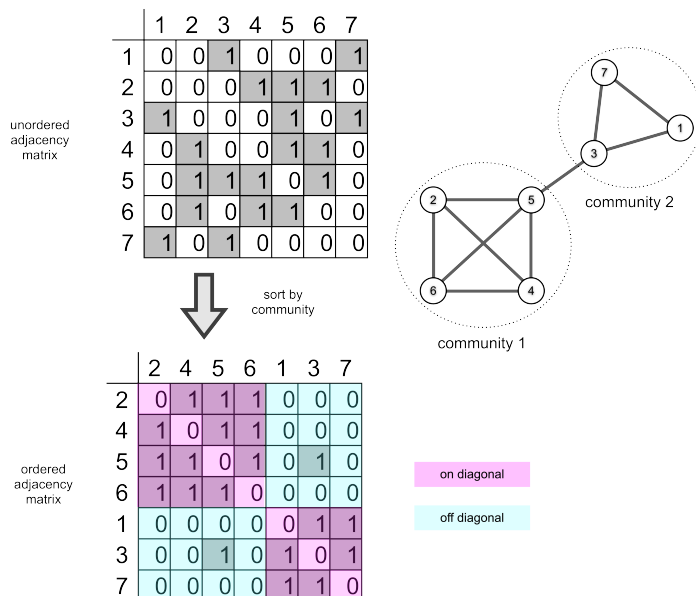 1 2 3 4 5 6 7
1 0 0 1 0 0 0 1
2 0 0 0 1 1 1 0
3 1 0 0 0 1 0 1
4 0 1 0 0 1 1 0
5 0 1 1 1 0 1 0
6 0 1 0 1 1 0 0
7 1 0 1 0 0 0 0
unordered
adjacency
matrix
7
1
3
community 2
2
5
6
4
community 1
sort by
community
2 4 5 6 1 3 7
2 0 1 1 1 0 0 0
4 1 0 1 1 0 0 0
5 1 1 0 1 0 1 0
6 1 1 1 0 0 0 0
1 0 0 0 0 0 1 1
3 0 0 1 0 1 0 1
7 0 0 0 0 1 1 0
ordered
adjacency
matrix
on diagonal
off diagonal